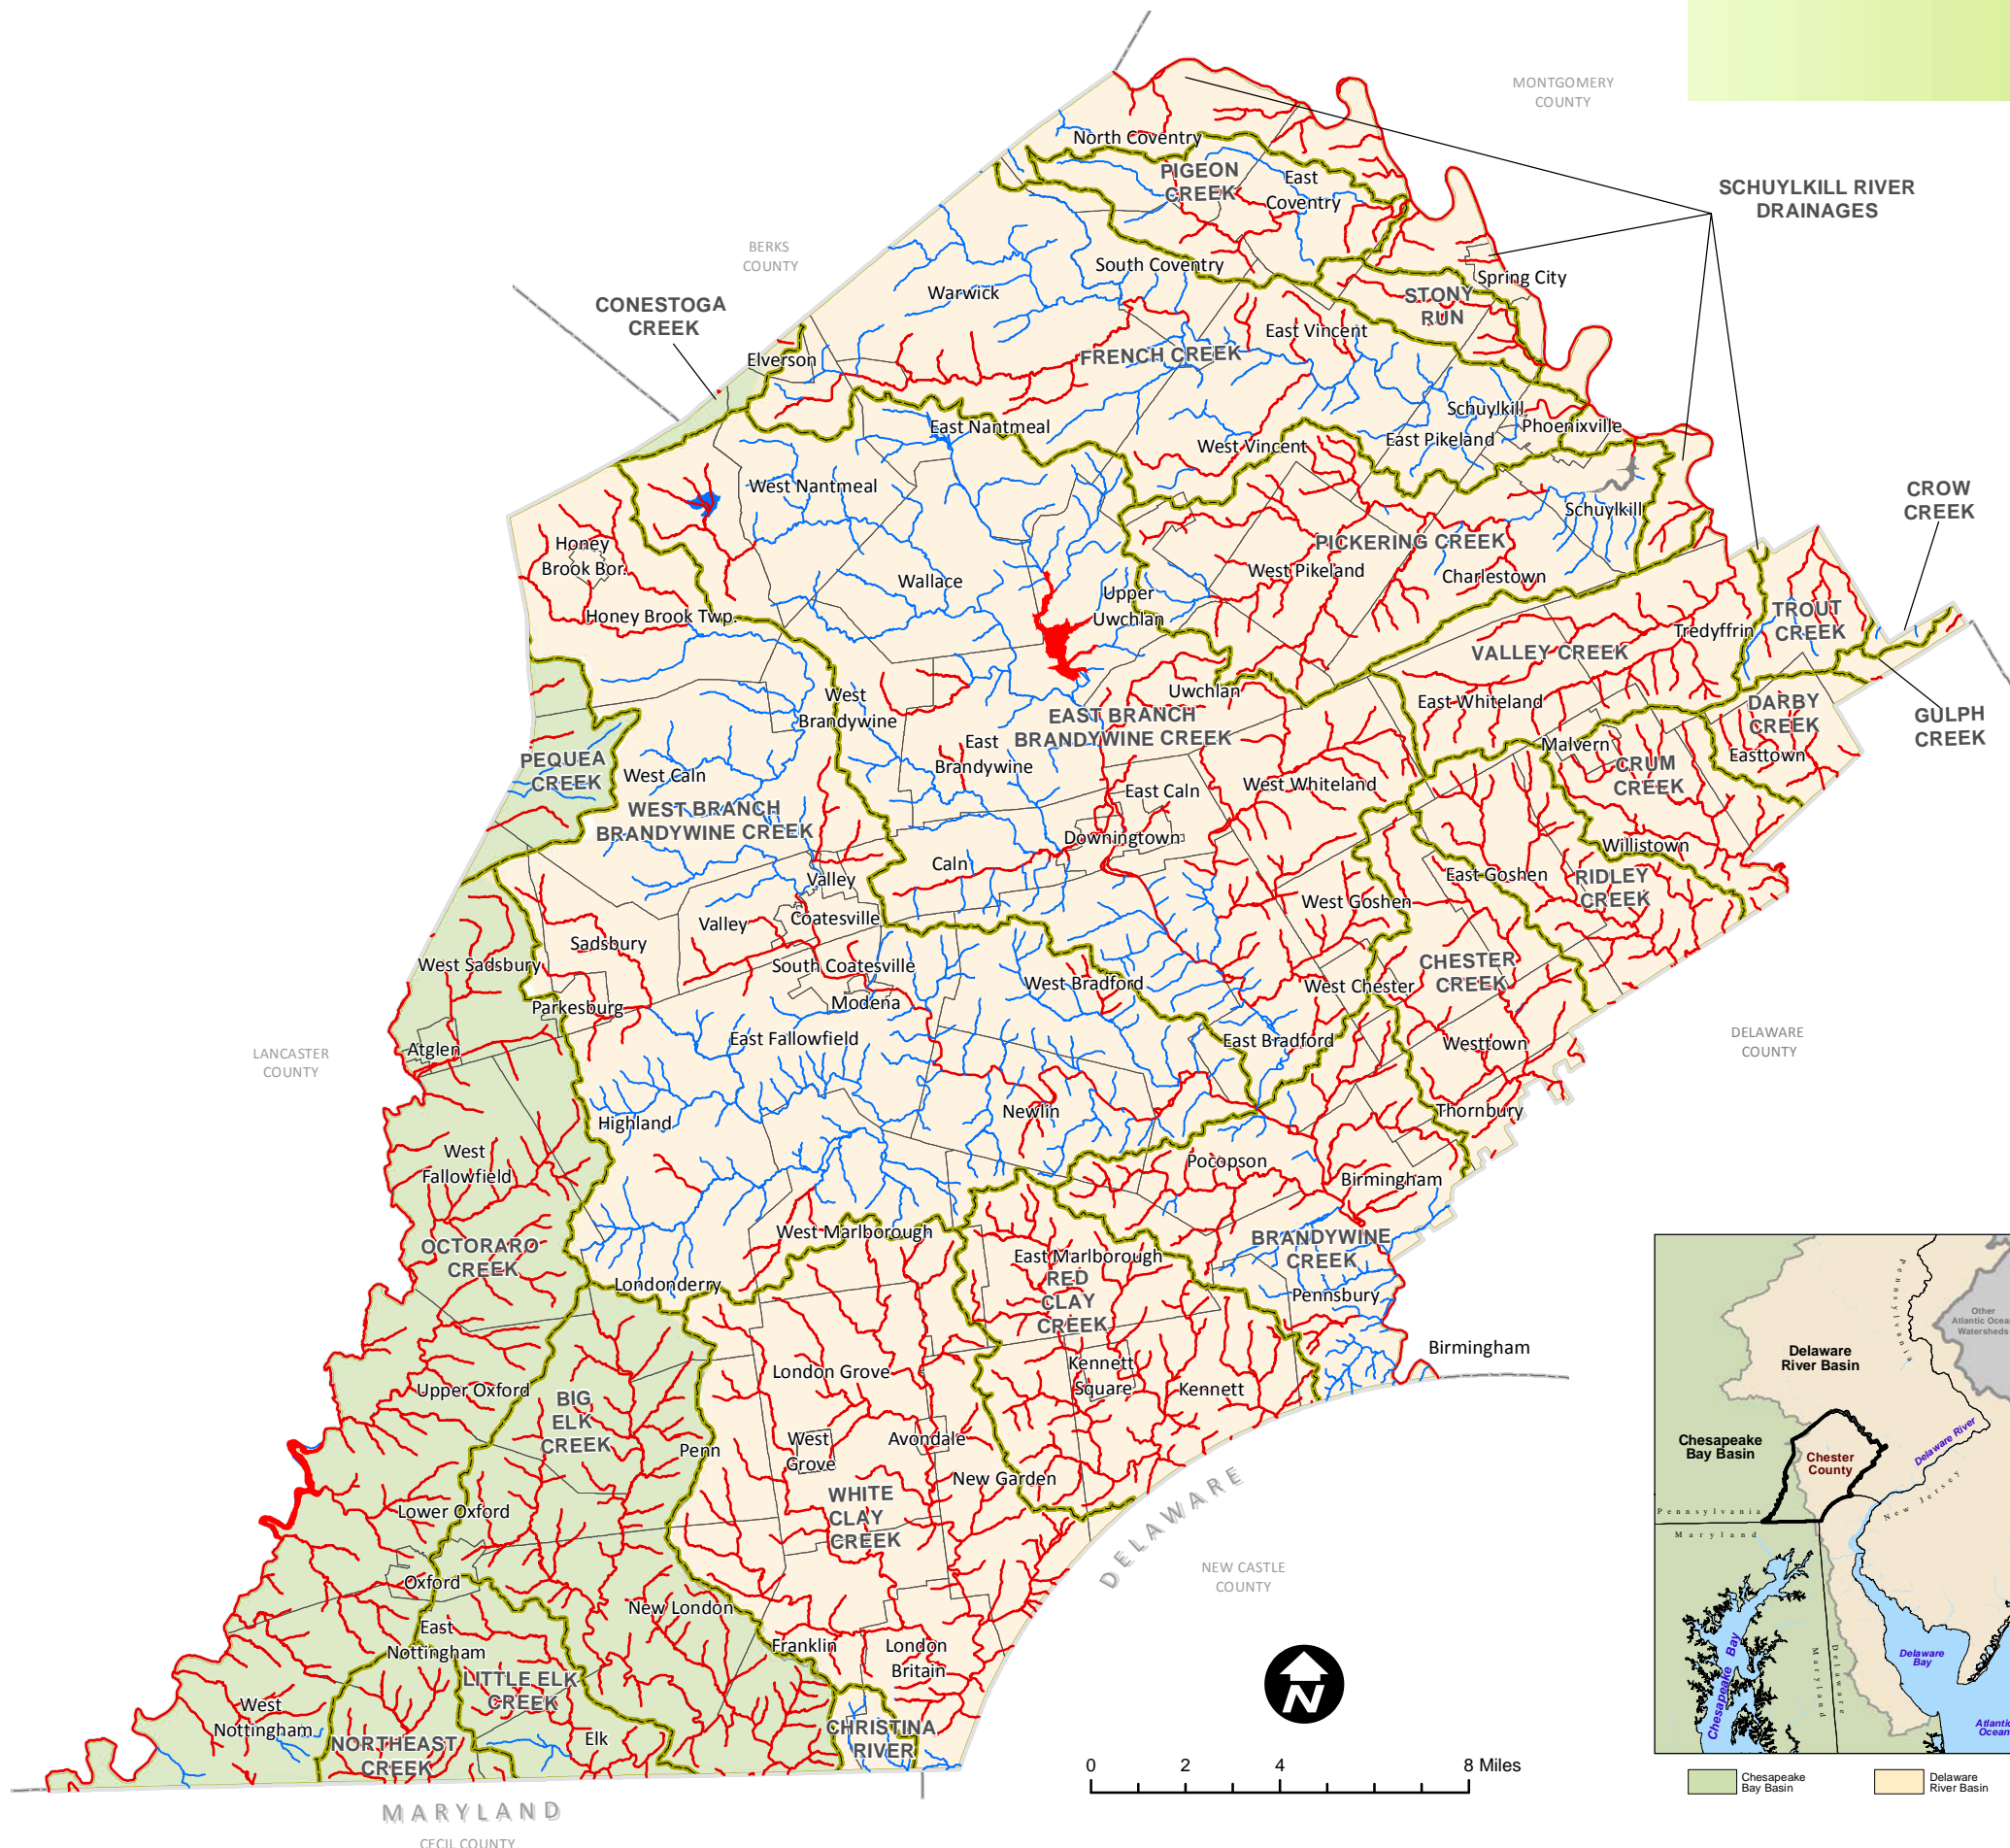 MONTGOMERY
COUNTY
North Coventry
PIGEON
CREEK
East
Coventry
SCHUYLKILL RIVER
DRAINAGES
BERKS
COUNTY
South Coventry
Spring City
Warwick
STONY
RUN
CONESTOGA
CREEK
East Vincent
Elverson
FRENCH CREEK
Schuylkill
East Nantmeal
Phoenixville
West Vincent
East Pikeland
West Nantmeal
CROW
CREEK
Schuylkill
Honey
Brook Bor.
PICKERING CREEK
West Pikeland
Charlestown
Wallace
Upper
Uwchlan
Honey Brook Twp.
TROUT
CREEK
Tredyffrin
VALLEY CREEK
Uwchlan
West
Brandywine
East Whiteland
DARBY
CREEK
EAST BRANCH
BRANDYWINE CREEK
GULPH
CREEK
East
Brandywine
Malvern
Easttown
PEQUEA
CREEK
West Caln
CRUM
CREEK
West Whiteland
East Caln
WEST BRANCH
BRANDYWINE CREEK
Downingtown
Willistown
Caln
Valley
East Goshen
RIDLEY
CREEK
West Goshen
Valley
Coatesville
Sadsbury
West Sadsbury
South Coatesville
CHESTER
CREEK
West Bradford
West Chester
Modena
Parkesburg
East Fallowfield
East Bradford
Westtown
DELAWARE
COUNTY
Atglen
LANCASTER
COUNTY
Newlin
Thornbury
Highland
West
Fallowfield
Pocopson
Birmingham
West Marlborough
OCTORARO
CREEK
BRANDYWINE
CREEK
East Marlborough
RED
CLAY
CREEK
Londonderry
Pennsbury
Birmingham
London Grove
Kennett
Square
Kennett
Upper Oxford
BIG
ELK
CREEK
West
Grove
Avondale
Penn
New Garden
WHITE
CLAY
CREEK
Lower Oxford
DELAWARE
NEW CASTLE
COUNTY
Oxford
New London
East
Nottingham
Franklin
London
Britain
LITTLE ELK
CREEK
West
Nottingham
CHRISTINA
RIVER
NORTHEAST
CREEK
Elk
N
0 2 4 8 Miles
MARYLAND
CECIL COUNTY
Pennsylvania
Other
Atlantic Ocean
Watersheds
Delaware
River Basin
Chesapeake
Bay Basin
Delaware River
Chester
County
New Jersey
Pennsylvania
Maryland
Chesapeake Bay
Maryland
Delaware
Delaware
Bay
Atlantic
Ocean
Chesapeake
Bay Basin
Delaware
River Basin